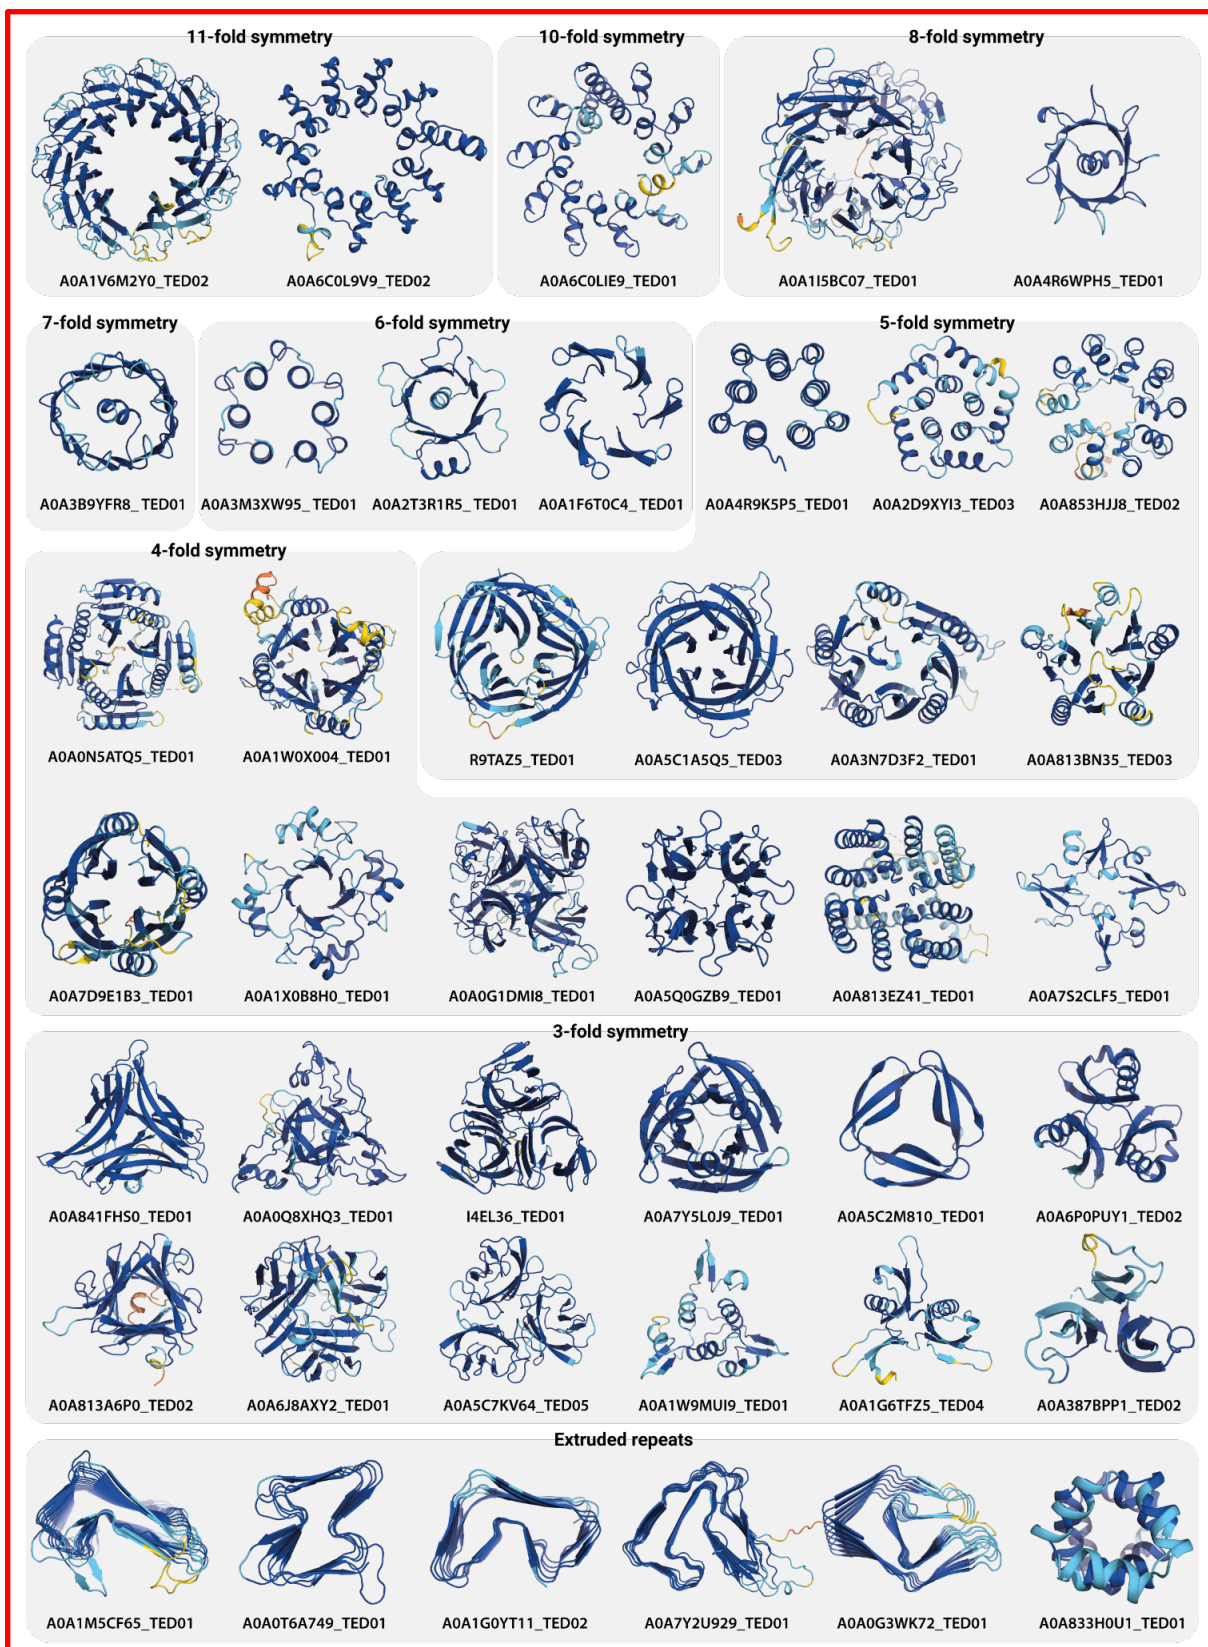 11-fold symmetry
10-fold symmetry
8-fold symmetry
A0A1V6M2Y0_TED02
A0A6C0L9V9_TED02
A0A6C0LIE9_TED01
A0A1I5BC07_TED01
A0A4R6WPH5_TED01
7-fold symmetry
6-fold symmetry
5-fold symmetry
A0A3B9YFR8_TED01
A0A3M3XW95_TED01
A0A2T3R1R5_TED01
A0A1F6T0C4_TED01
A0A4R9K5P5_TED01
A0A2D9XYI3_TED03
A0A853HJJ8_TED02
4-fold symmetry
A0A0N5ATQ5_TED01
A0A1W0X004_TED01
R9TAZ5_TED01
A0A5C1A5Q5_TED03
A0A3N7D3F2_TED01
A0A813BN35_TED03
A0A7D9E1B3_TED01
A0A1X0B8H0_TED01
A0A0G1DMI8_TED01
A0A5Q0GZB9_TED01
A0A813EZ41_TED01
A0A7S2CLF5_TED01
3-fold symmetry
A0A841FHS0_TED01
A0A0Q8XHQ3_TED01
I4EL36_TED01
A0A7Y5L0J9_TED01
A0A5C2M810_TED01
A0A6P0PUY1_TED02
A0A813A6P0_TED02
A0A6J8AXY2_TED01
A0A5C7KV64_TED05
A0A1W9MUI9_TED01
A0A1G6TFZ5_TED04
A0A387BPP1_TED02
Extruded repeats
A0A1M5CF65_TED01
A0A0T6A749_TED01
A0A1G0YT11_TED02
A0A7Y2U929_TED01
A0A0G3WK72_TED01
A0A833H0U1_TED01